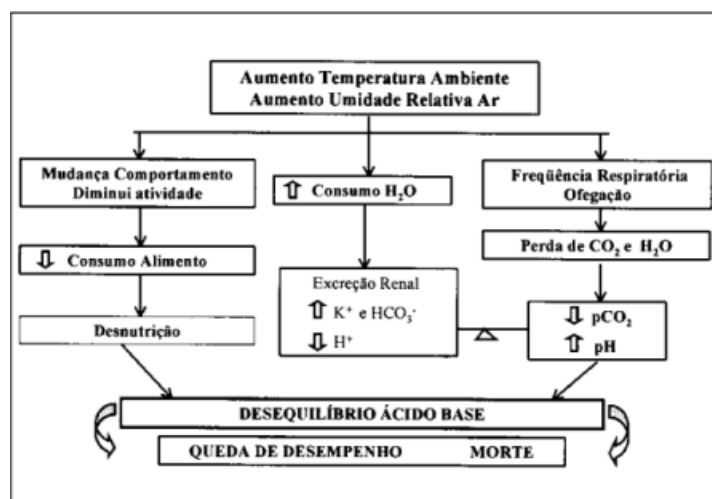 Aumento Temperatura Ambiente
Aumento Umidade Relativa Ar
Mudança Comportamento
Diminui atividade
⇧ Consumo H₂O
Freqüência Respiratória
Ofegação
⇩ Consumo Alimento
Perda de CO₂ e H₂O
Desnutrição
Excreção Renal
⇧ K⁺ e HCO₃⁻
⇩ H⁺
⇩ pCO₂
⇧ pH
DESEQUILÍBRIO ÁCIDO BASE
QUEDA DE DESEMPENHO MORTE